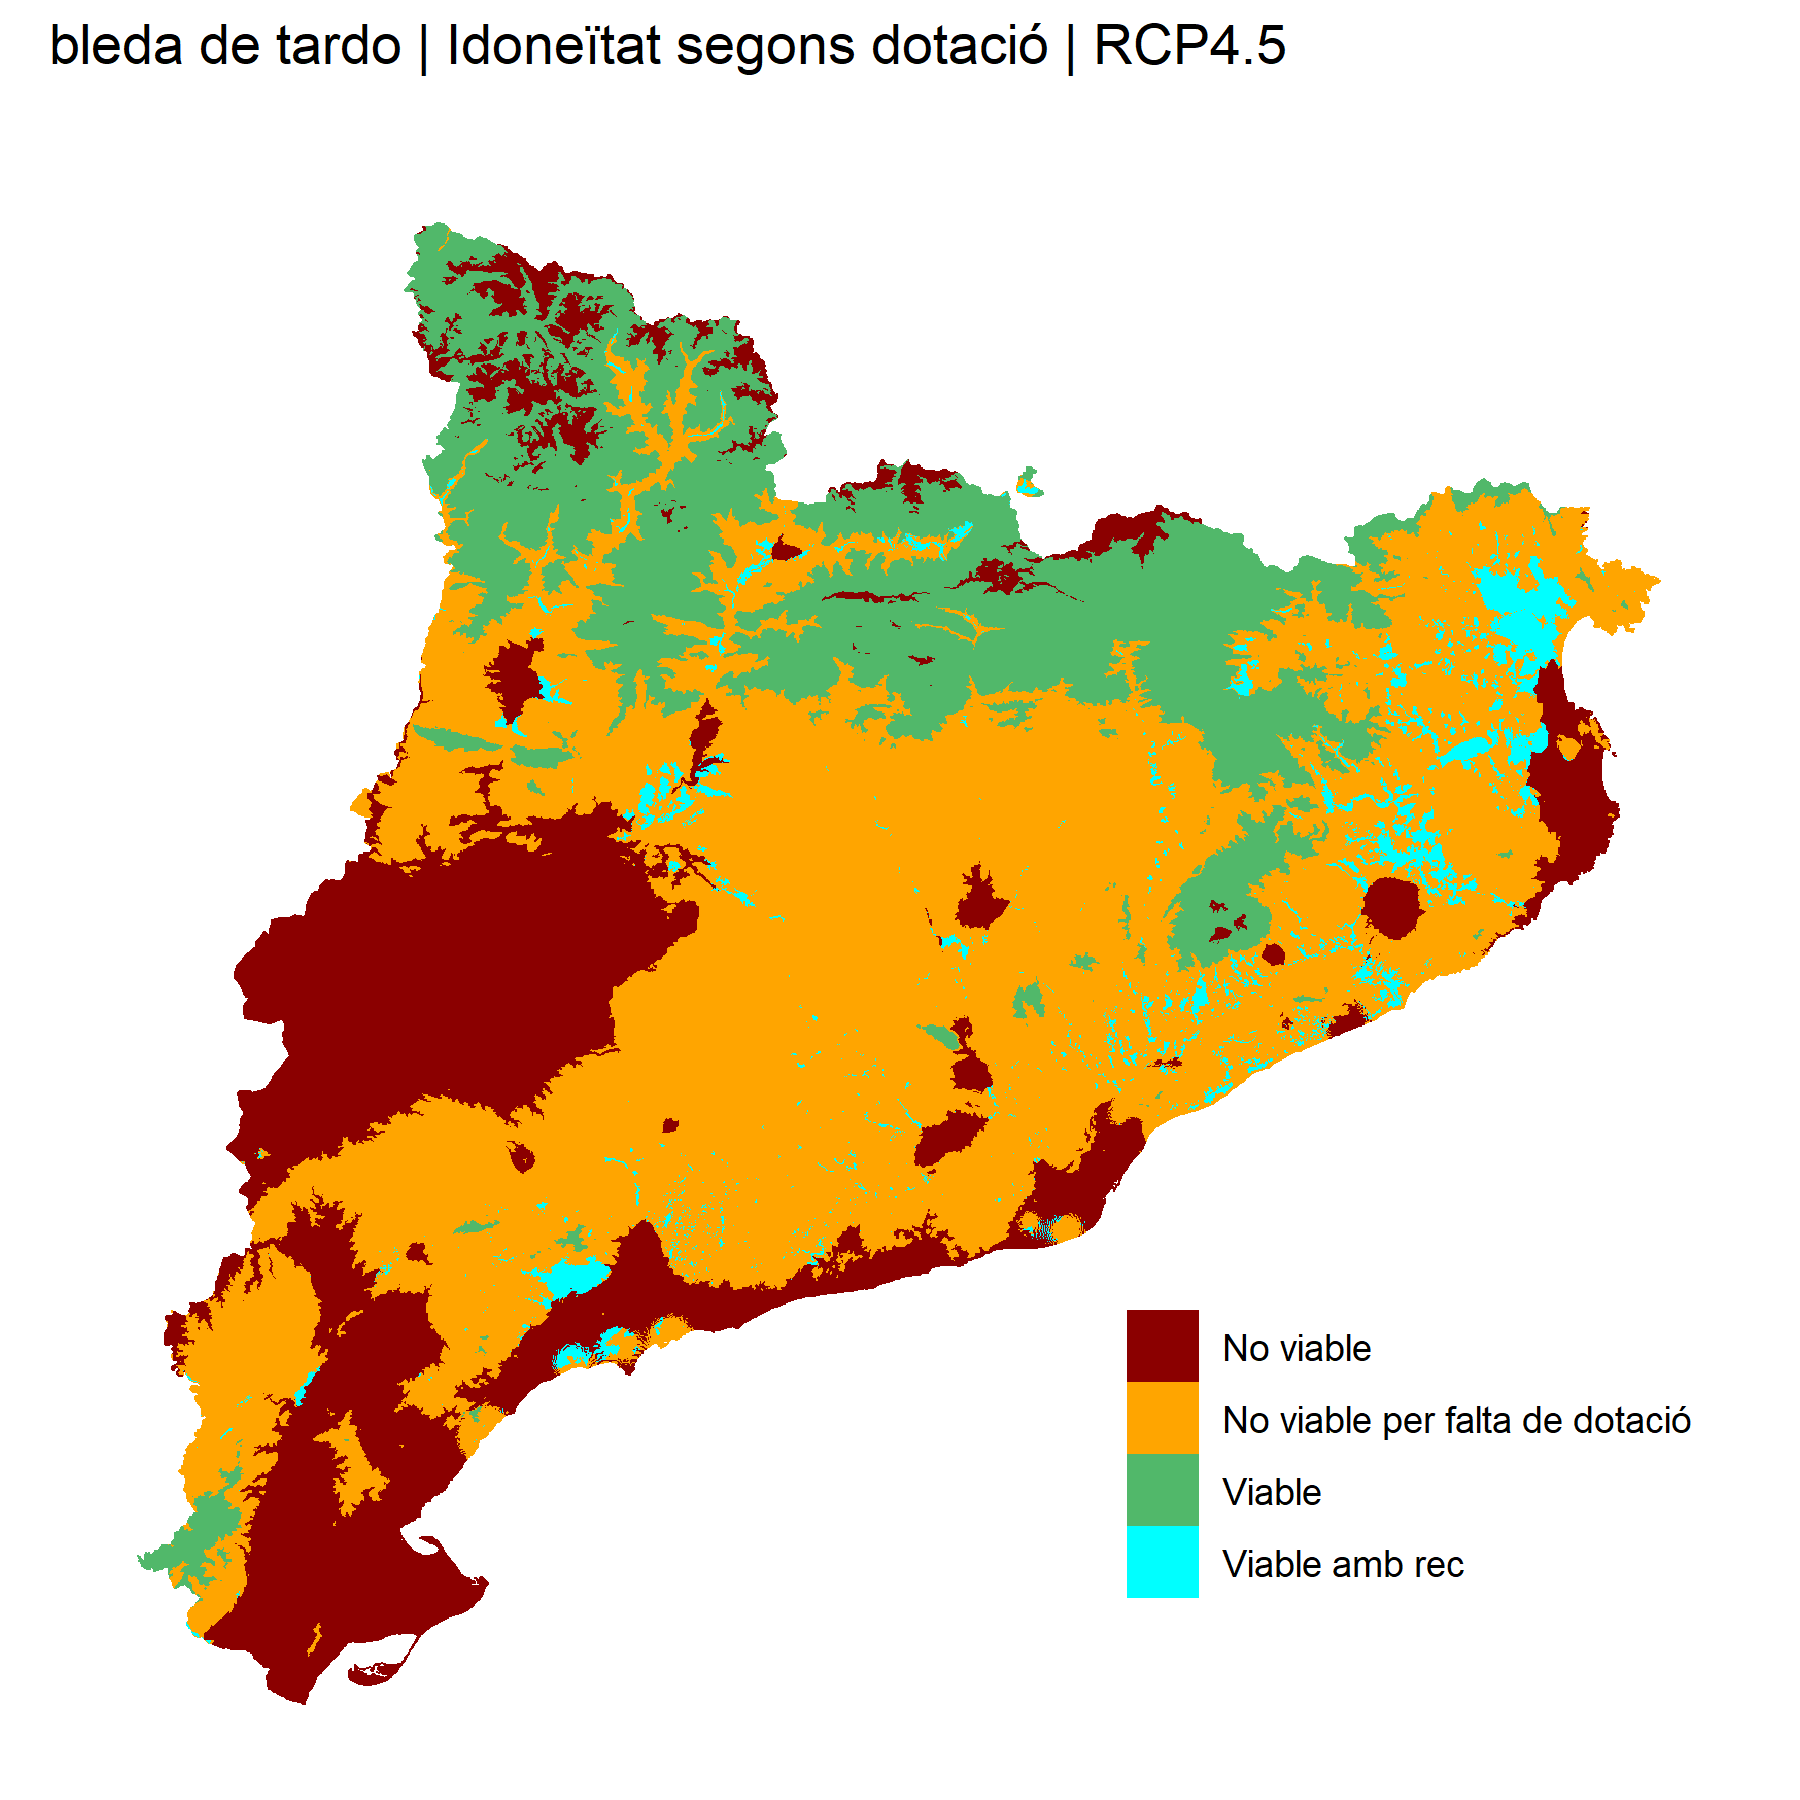 bleda de tardo | Idoneïtat segons dotació | RCP4.5
No viable
No viable per falta de dotació
Viable
Viable amb rec